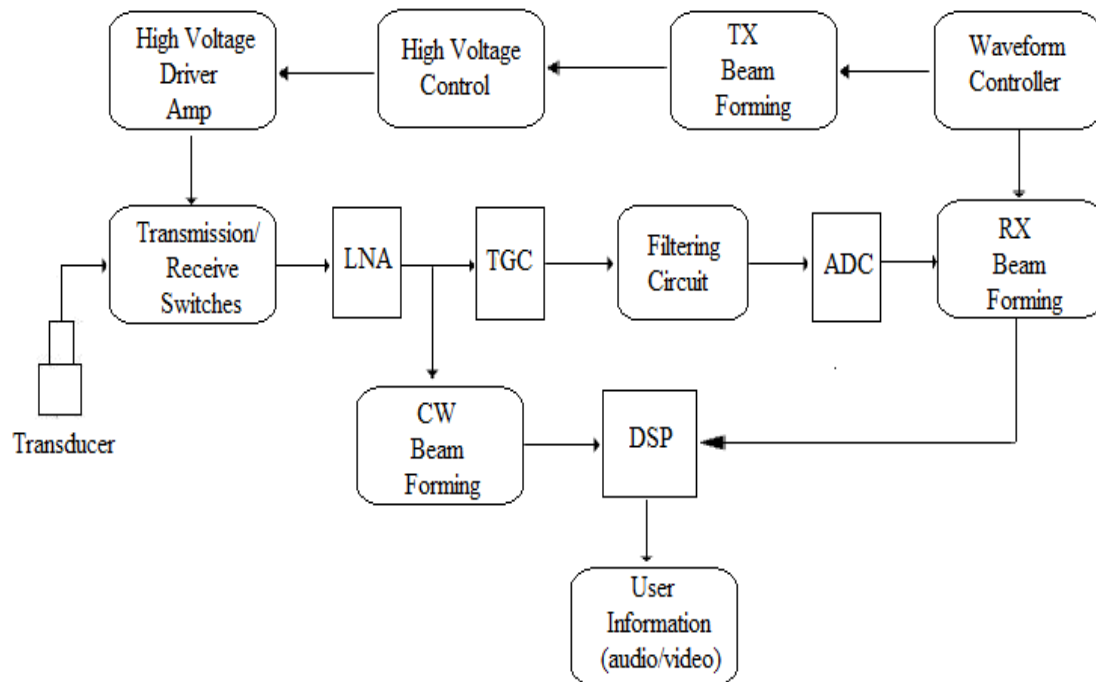 High Voltage
Driver
Amp
High Voltage
Control
TX
Beam
Forming
Waveform
Controller
Transmission/
Receive
Switches
LNA
TGC
Filtering
Circuit
ADC
RX
Beam
Forming
Transducer
CW
Beam
Forming
DSP
User
Information
(audio/video)